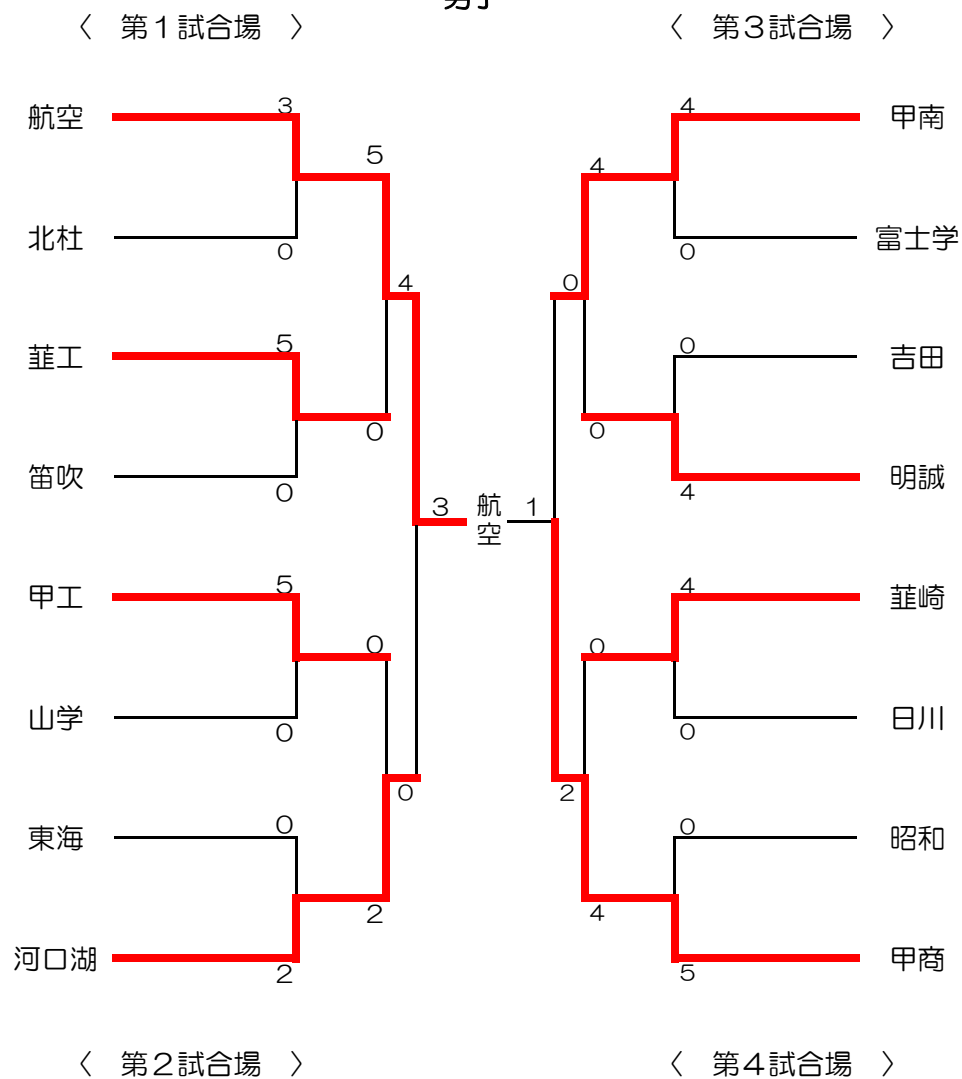 〈 第1試合場 〉 〈 第3試合場 〉
航空 3 4 甲南
5 4
北杜 0 0 富士学
4 0
韮工 5 0 吉田
0 0
笛吹 0 4 明誠
3 航空 1
甲工 5 4 韮崎
0 0
山学 0 0 日川
0 2
東海 0 0 昭和
2 4
河口湖 2 5 甲商
〈 第2試合場 〉 〈 第4試合場 〉